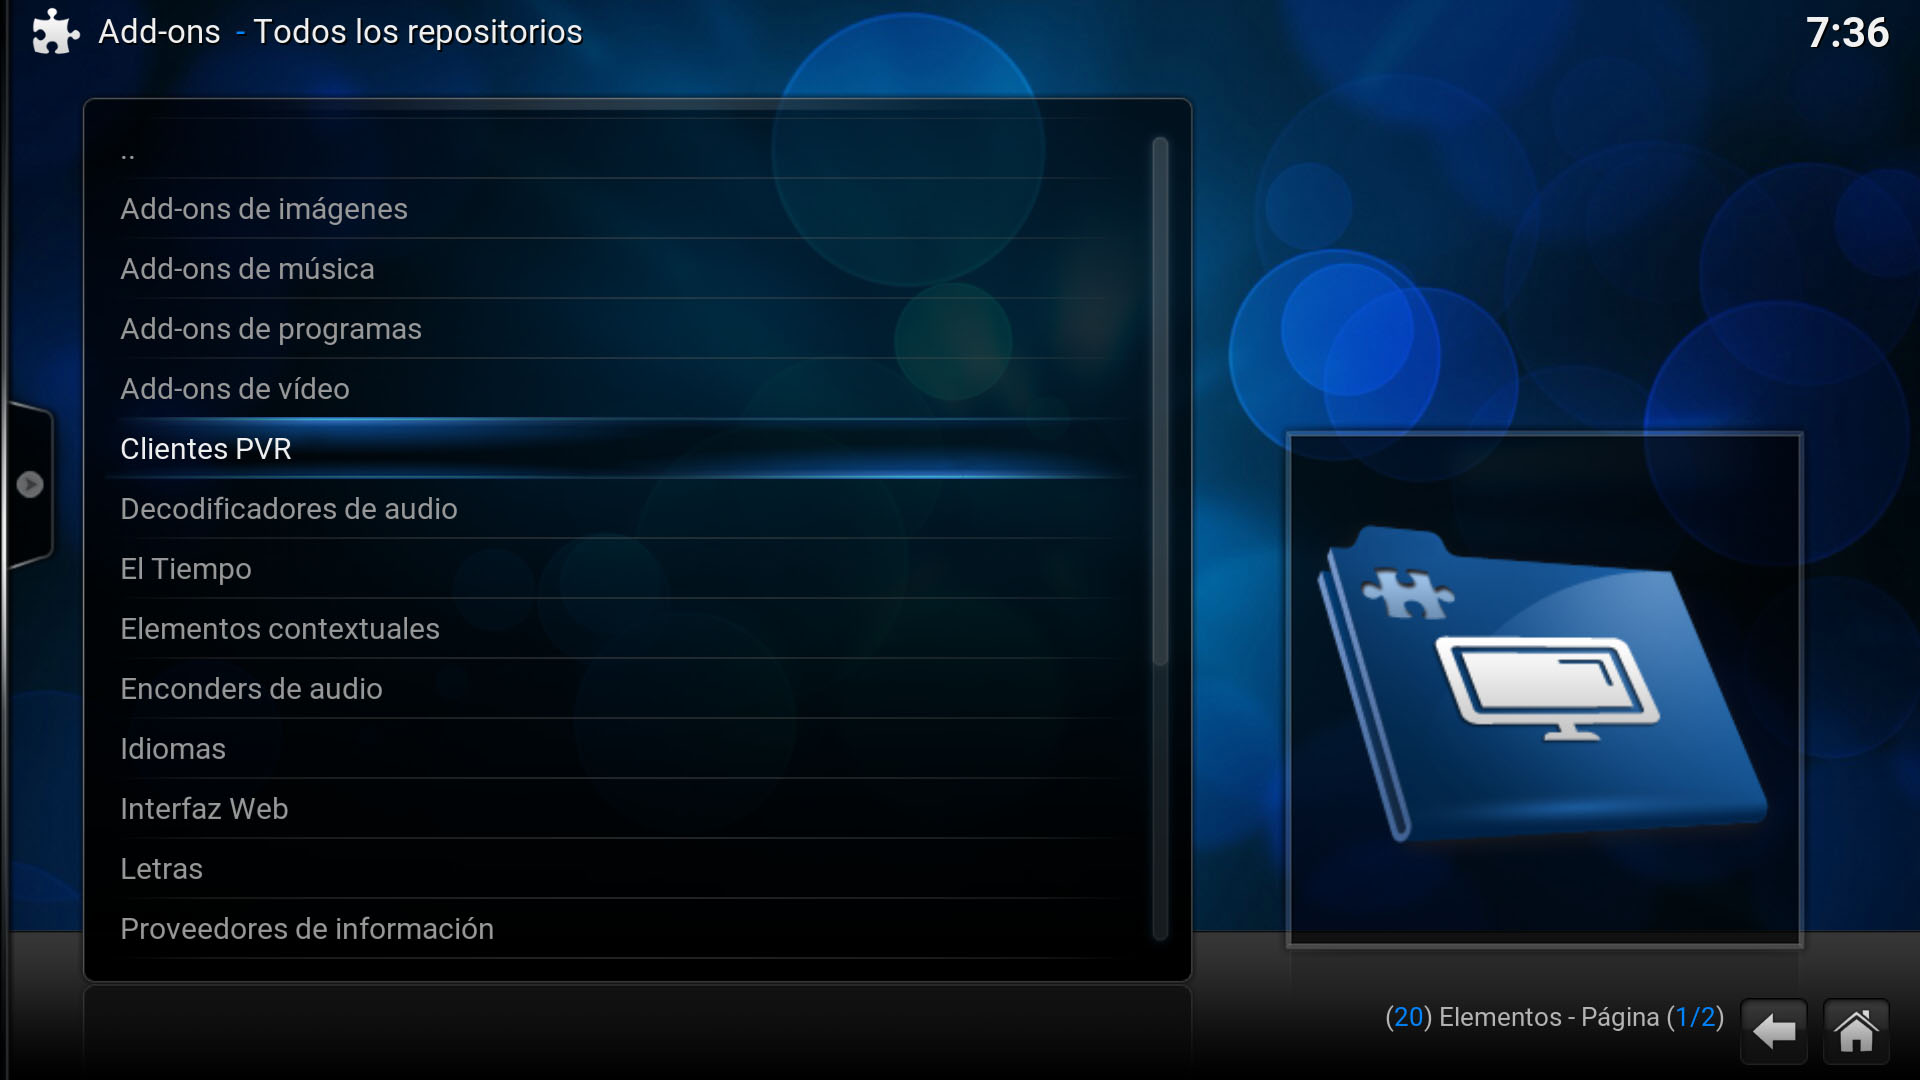 Add-ons - Todos los repositorios
7:36
..
Add-ons de imágenes
Add-ons de música
Add-ons de programas
Add-ons de vídeo
Clientes PVR
Decodificadores de audio
El Tiempo
Elementos contextuales
Enconders de audio
Idiomas
Interfaz Web
Letras
Proveedores de información
(20) Elementos - Página (1/2)